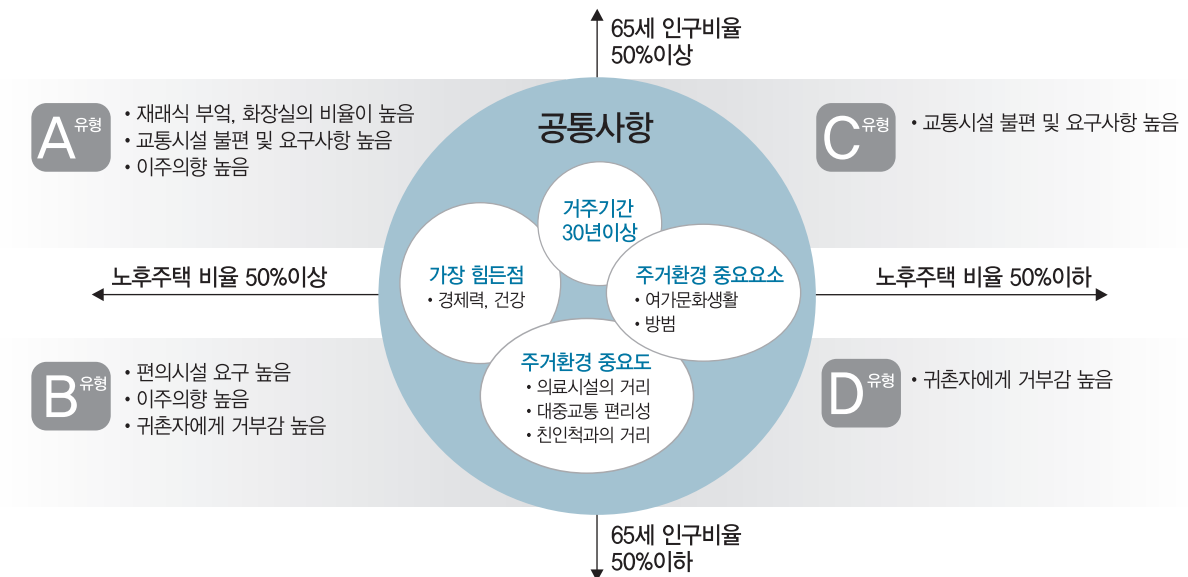 65세 인구비율
50%이상
A 유형
• 재래식 부엌, 화장실의 비율이 높음
• 교통시설 불편 및 요구사항 높음
• 이주의향 높음
공통사항
C 유형
• 교통시설 불편 및 요구사항 높음
거주기간
30년이상
가장 힘든점
• 경제력, 건강
주거환경 중요요소
• 여가문화생활
• 방범
노후주택 비율 50%이상
노후주택 비율 50%이하
주거환경 중요도
• 의료시설의 거리
• 대중교통 편리성
• 친인척과의 거리
B 유형
• 편의시설 요구 높음
• 이주의향 높음
• 귀촌자에게 거부감 높음
D 유형
• 귀촌자에게 거부감 높음
65세 인구비율
50%이하